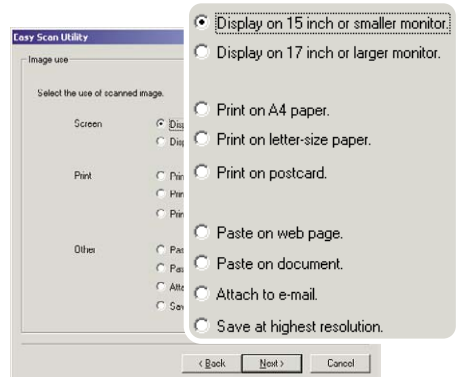 Easy Scan Utility
Image use
Select the use of scanned image.
Screen
Display on 15 inch or smaller monitor.
Display on 17 inch or larger monitor.
Print
Print on A4 paper.
Print on letter-size paper.
Print on postcard.
Other
Paste on web page.
Paste on document.
Attach to e-mail.
Save at highest resolution.
< Back
Next >
Cancel